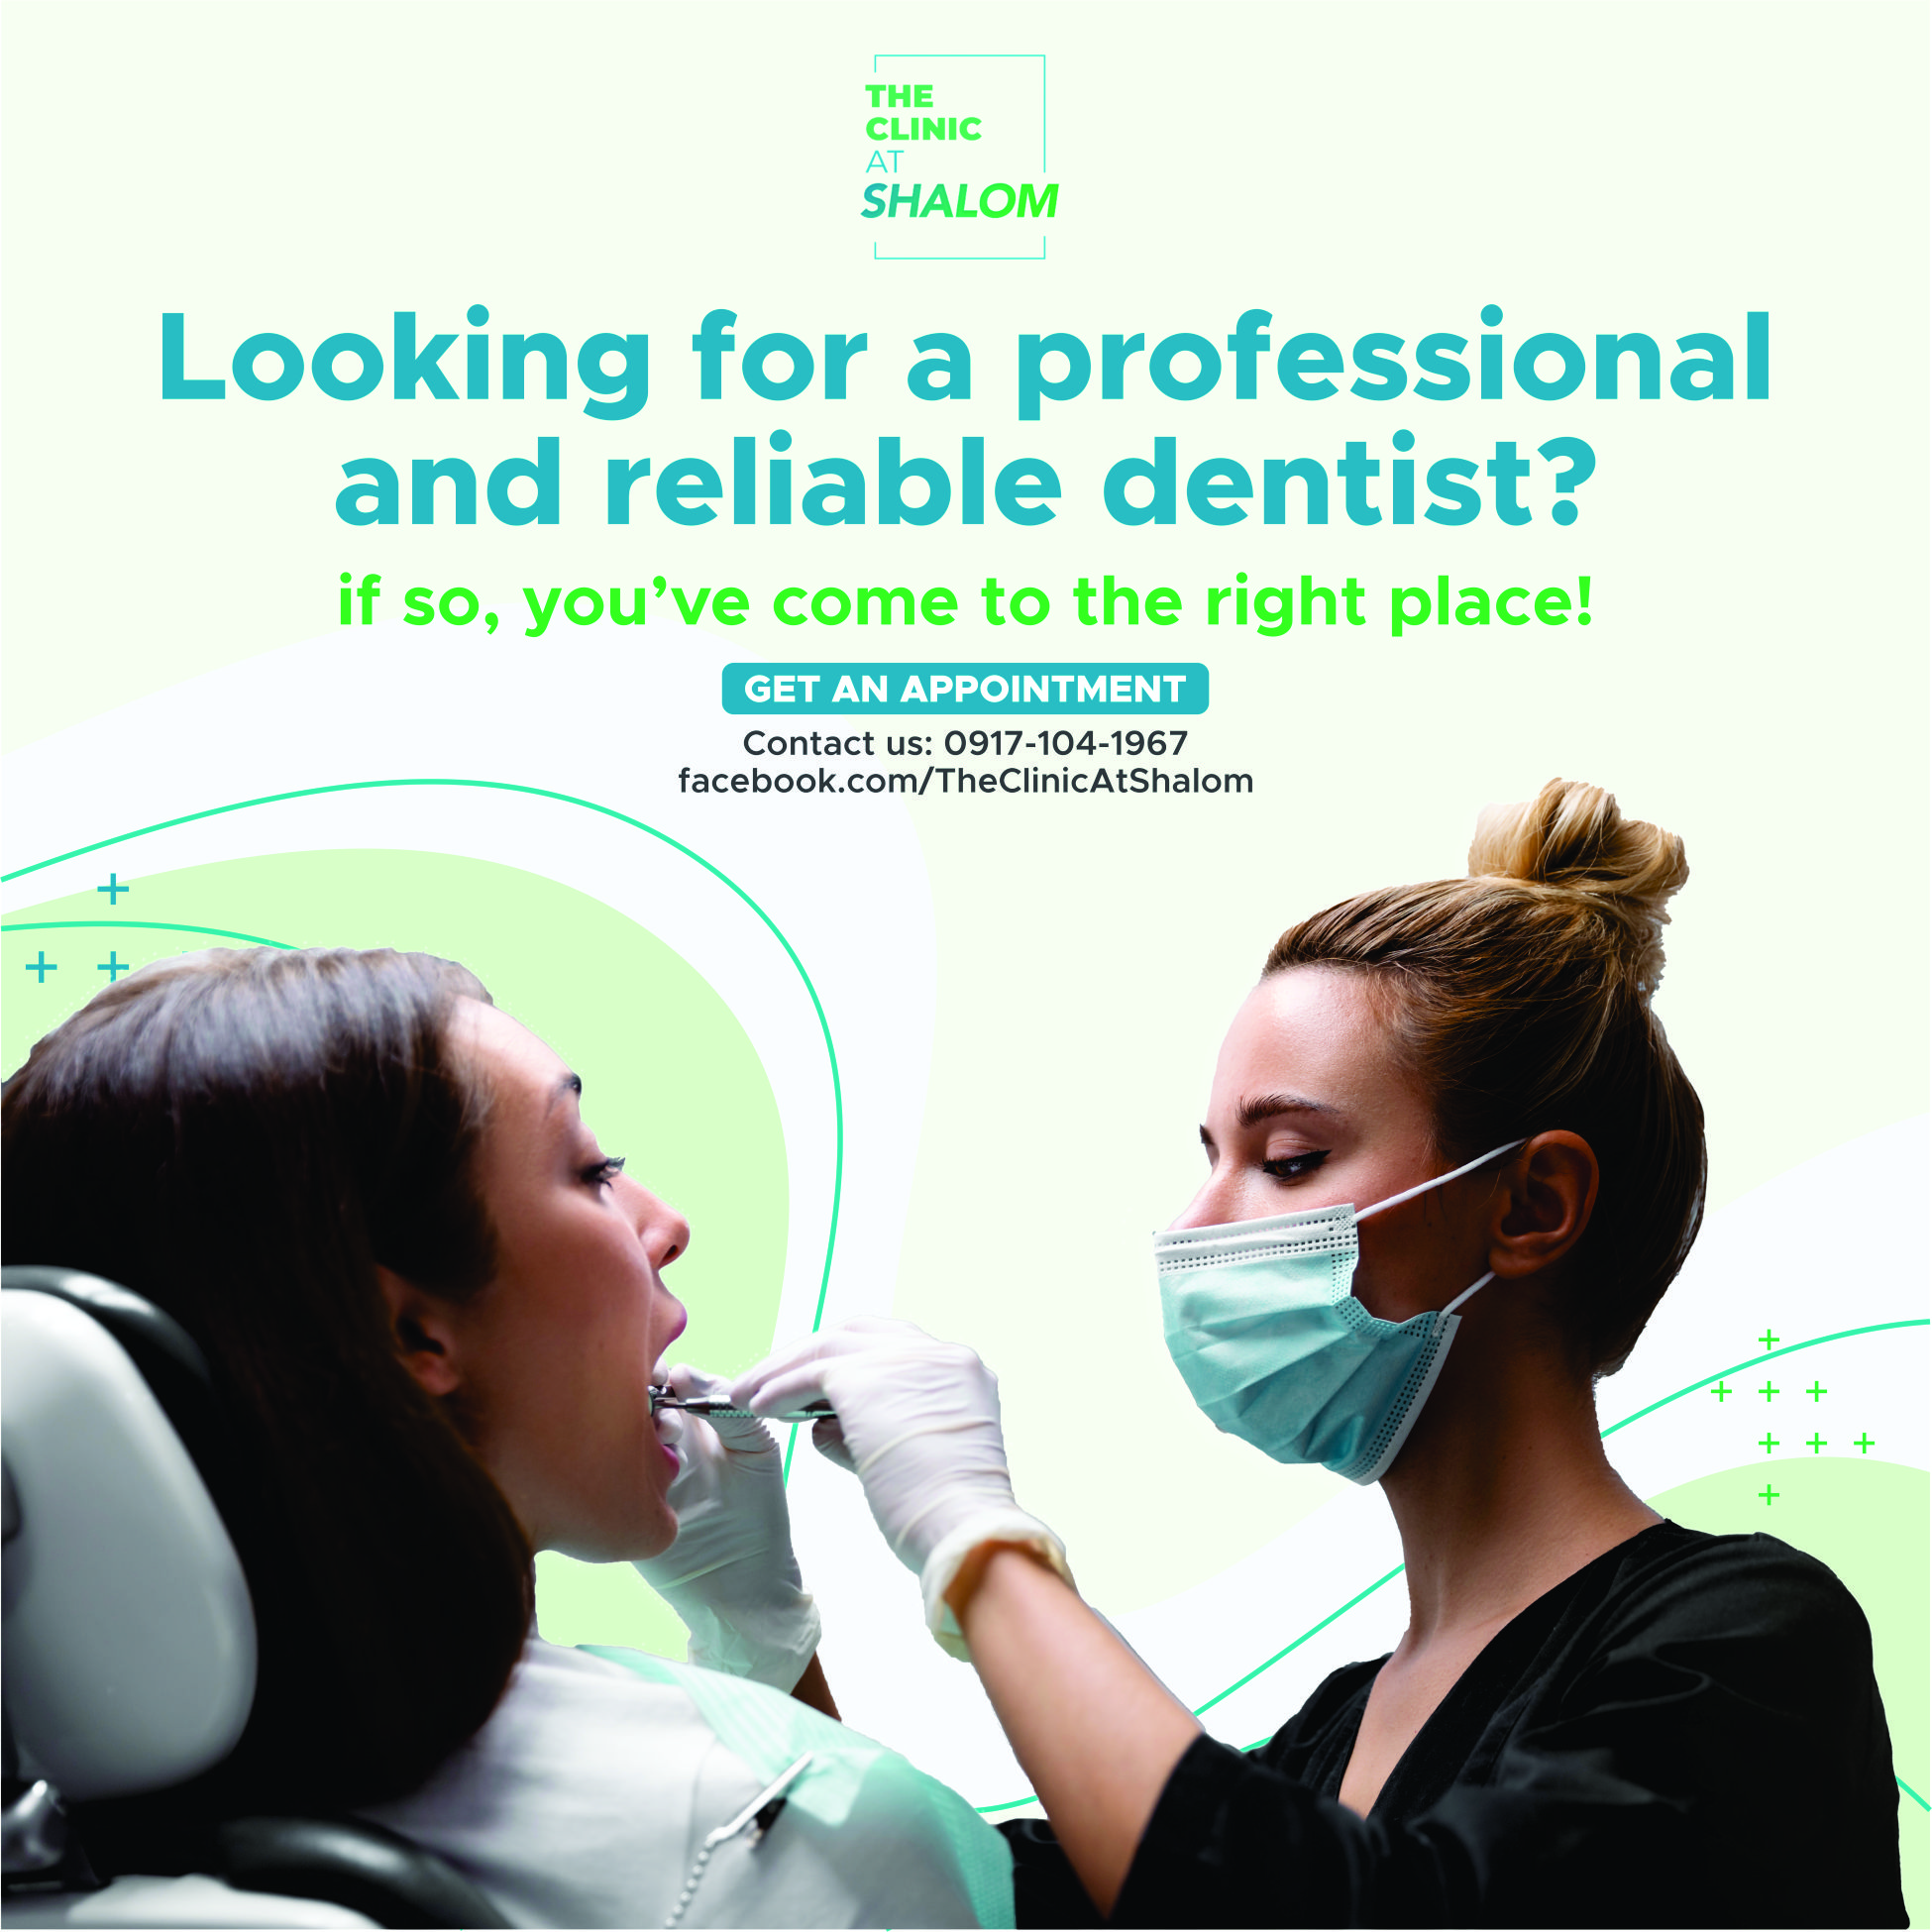 THE
CLINIC
AT
SHALOM
Looking for a professional
and reliable dentist?
if so, you’ve come to the right place!
GET AN APPOINTMENT
Contact us: 0917-104-1967
facebook.com/TheClinicAtShalom